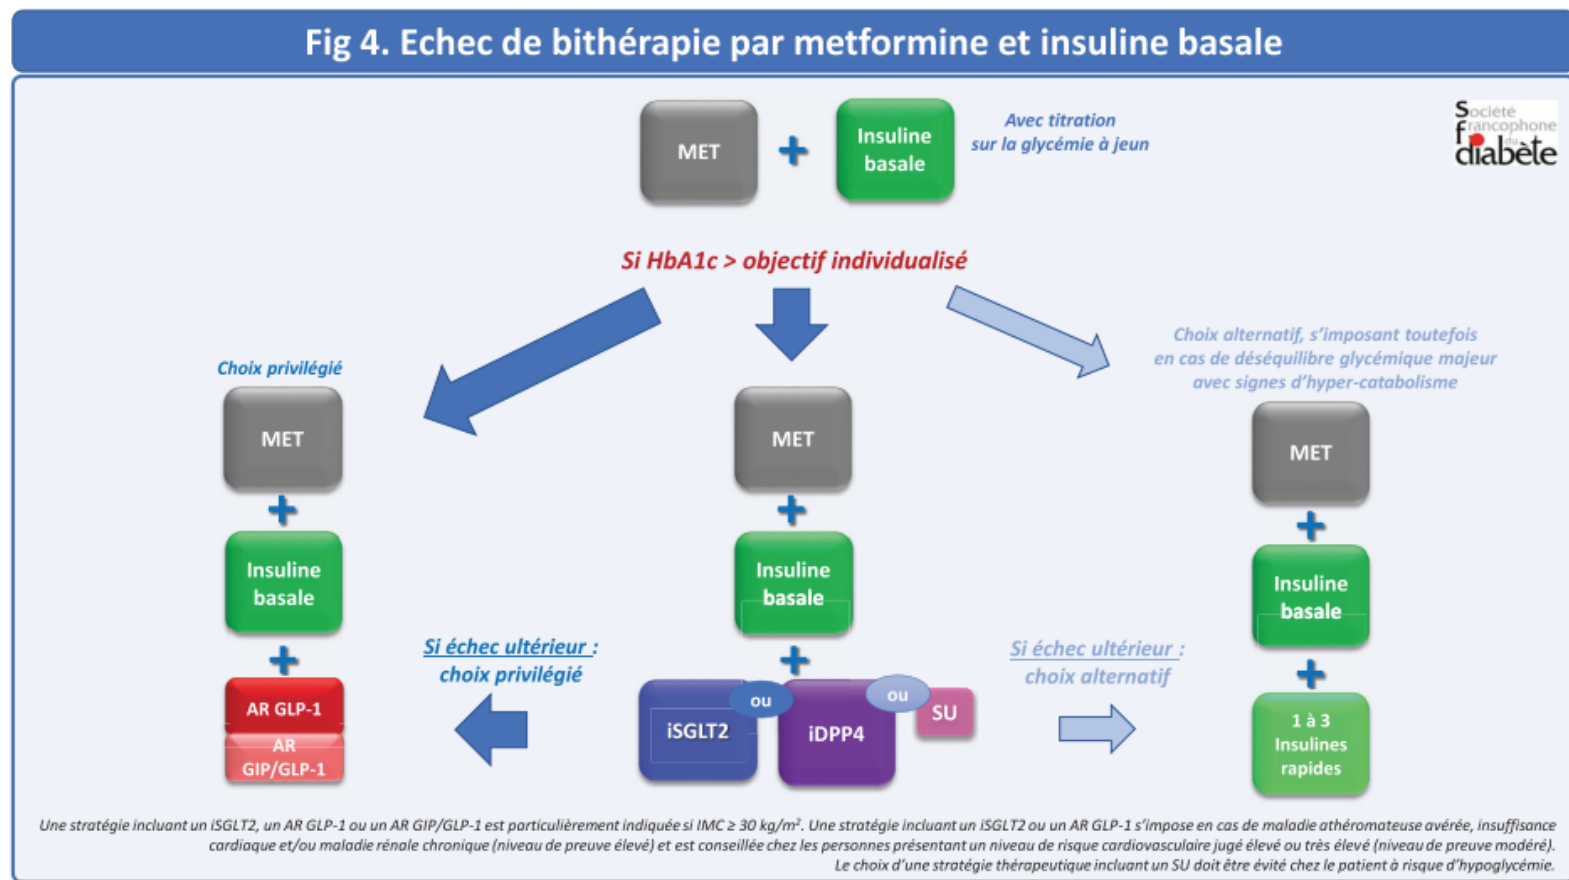 Fig 4. Echec de bithérapie par metformine et insuline basale
MET
+
Insuline
basale
Avec titration
sur la glycémie à jeun
Société
francophone
du
diabète
Si HbA1c > objectif individualisé
Choix privilégié
MET
+
Insuline
basale
+
AR GLP-1
AR
GIP/GLP-1
Si échec ultérieur :
choix privilégié
MET
+
Insuline
basale
+
iSGLT2
ou
iDPP4
ou
SU
Si échec ultérieur :
choix alternatif
Choix alternatif, s'imposant toutefois
en cas de déséquilibre glycémique majeur
avec signes d'hyper-catabolisme
MET
+
Insuline
basale
+
1 à 3
Insulines
rapides
Une stratégie incluant un iSGLT2, un AR GLP-1 ou un AR GIP/GLP-1 est particulièrement indiquée si IMC ≥ 30 kg/m². Une stratégie incluant un iSGLT2 ou un AR GLP-1 s'impose en cas de maladie athéromateuse avérée, insuffisance
cardiaque et/ou maladie rénale chronique (niveau de preuve élevé) et est conseillée chez les personnes présentant un niveau de risque cardiovasculaire jugé élevé ou très élevé (niveau de preuve modéré).
Le choix d'une stratégie thérapeutique incluant un SU doit être évité chez le patient à risque d'hypoglycémie.